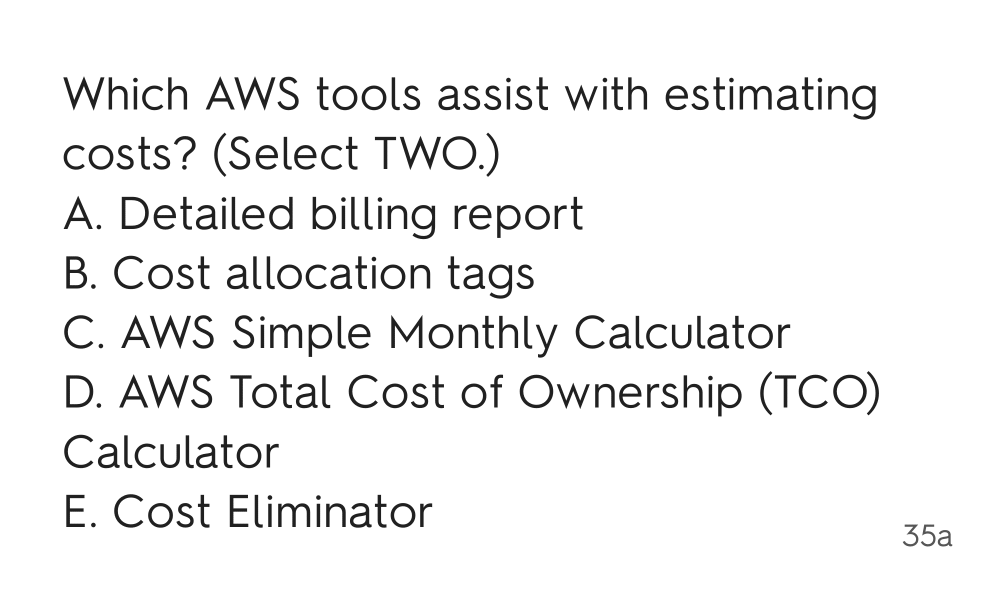 Which AWS tools assist with estimating
costs? (Select TWO.)
A. Detailed billing report
B. Cost allocation tags
C. AWS Simple Monthly Calculator
D. AWS Total Cost of Ownership (TCO)
Calculator
E. Cost Eliminator
35a